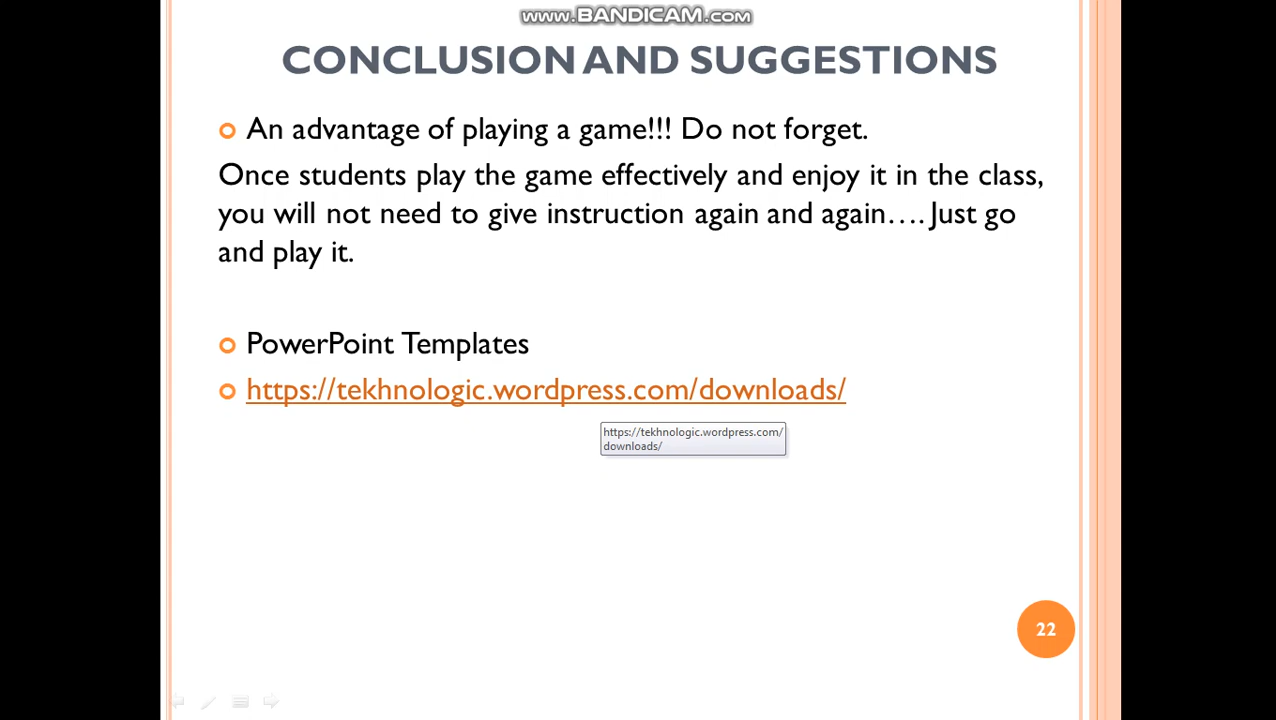 www.BANDICAM.com
CONCLUSION AND SUGGESTIONS
An advantage of playing a game!!! Do not forget.
Once students play the game effectively and enjoy it in the class,
you will not need to give instruction again and again…. Just go
and play it.
PowerPoint Templates
https://tekhnologic.wordpress.com/downloads/
https://tekhnologic.wordpress.com/
downloads/
22